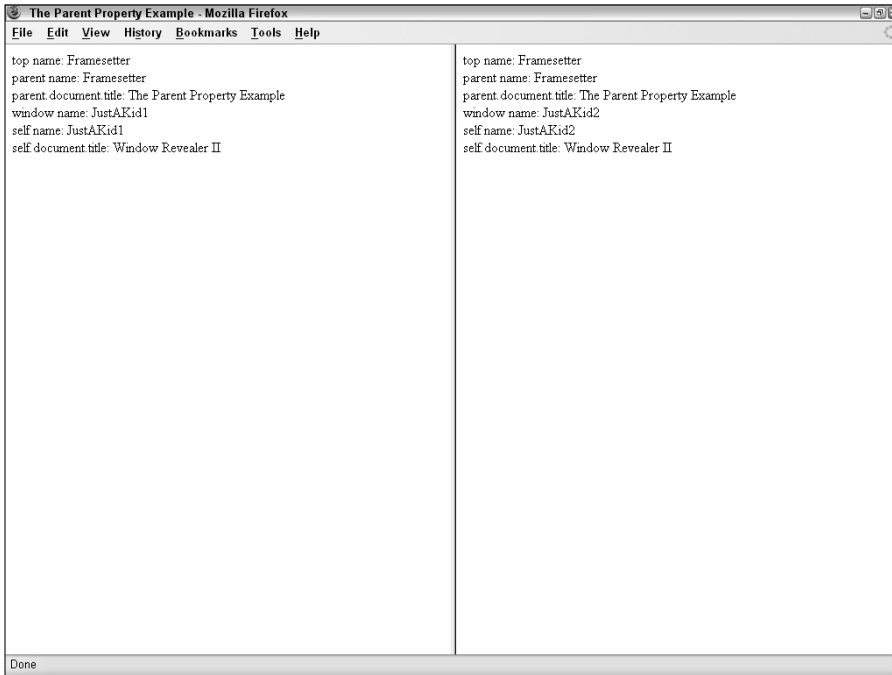 The Parent Property Example - Mozilla Firefox
File Edit View History Bookmarks Tools Help
top name: Framesetter
parent name: Framesetter
parent.document.title: The Parent Property Example
window name: JustAKid1
self name: JustAKid1
self.document.title: Window Revealer II
top name: Framesetter
parent name: Framesetter
parent.document.title: The Parent Property Example
window name: JustAKid2
self name: JustAKid2
self.document.title: Window Revealer II
Done